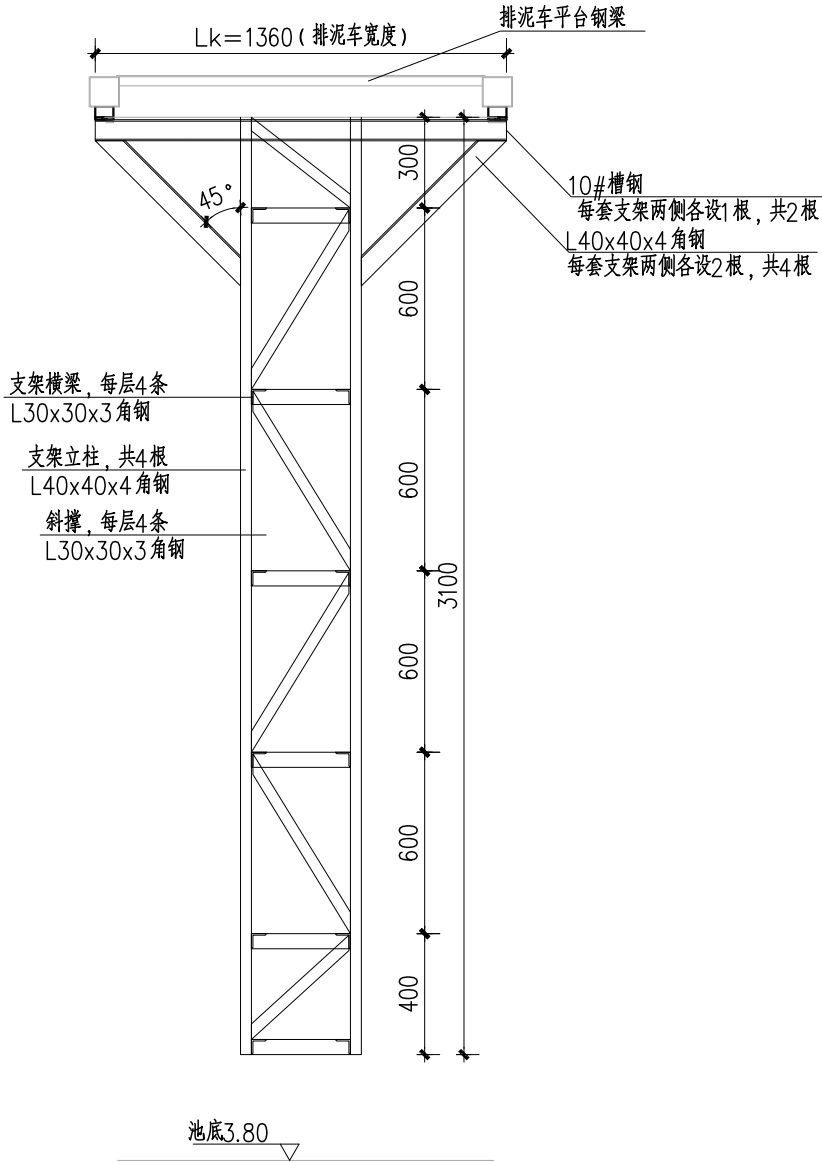 排泥车平台钢梁
Lk=1360(排泥车宽度)
300
10#槽钢
每套支架两侧各设1根,共2根
45°
L40x40x4角钢
每套支架两侧各设2根,共4根
600
支架横梁,每层4条
L30x30x3角钢
支架立柱,共4根
600
L40x40x4角钢
斜撑,每层4条
L30x30x3角钢
3100
600
600
400
池底3.80